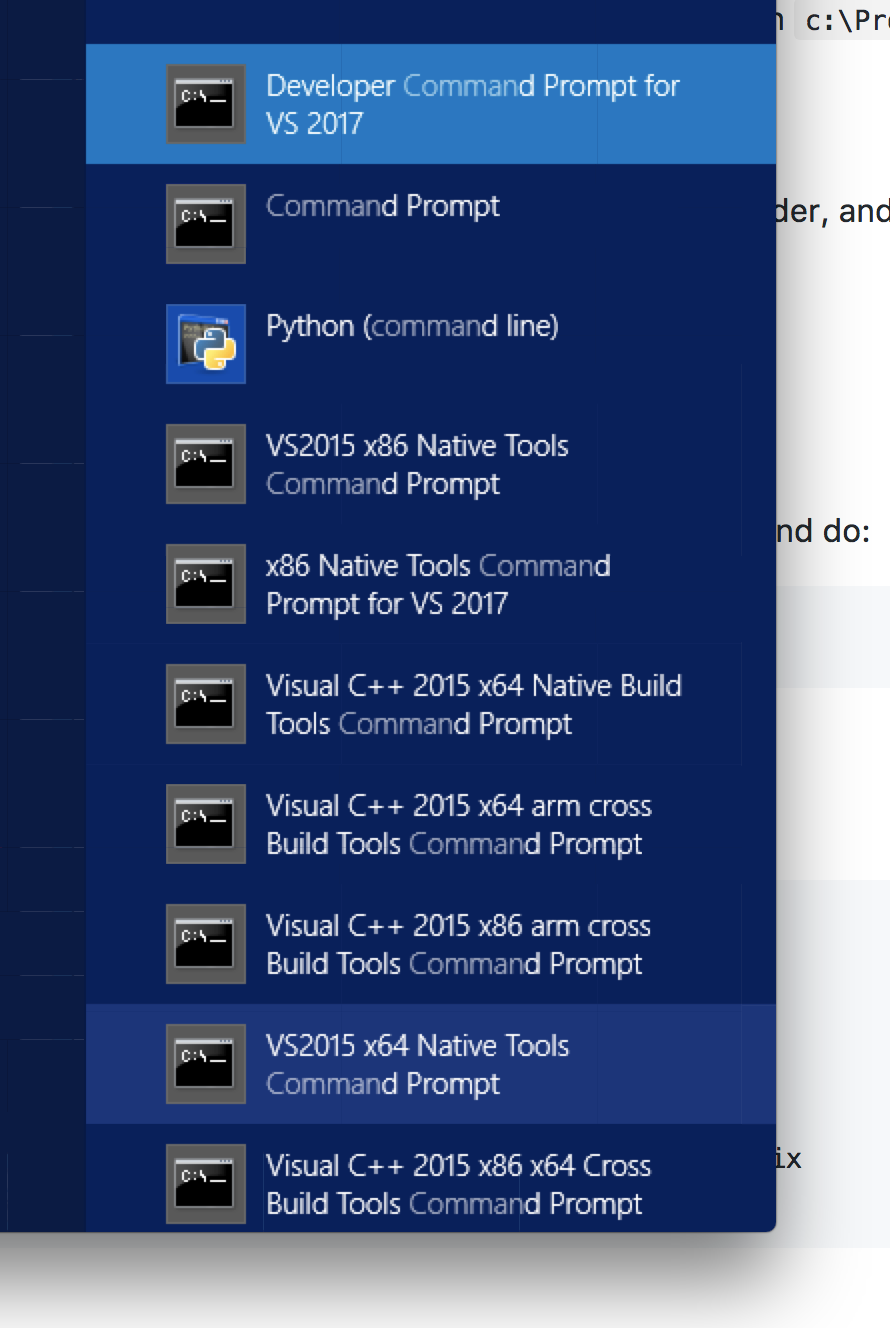 c:\Pr
Developer Command Prompt for
VS 2017
Command Prompt
der, and
Python (command line)
VS2015 x86 Native Tools
Command Prompt
nd do:
x86 Native Tools Command
Prompt for VS 2017
Visual C++ 2015 x64 Native Build
Tools Command Prompt
Visual C++ 2015 x64 arm cross
Build Tools Command Prompt
Visual C++ 2015 x86 arm cross
Build Tools Command Prompt
VS2015 x64 Native Tools
Command Prompt
ix
Visual C++ 2015 x86 x64 Cross
Build Tools Command Prompt